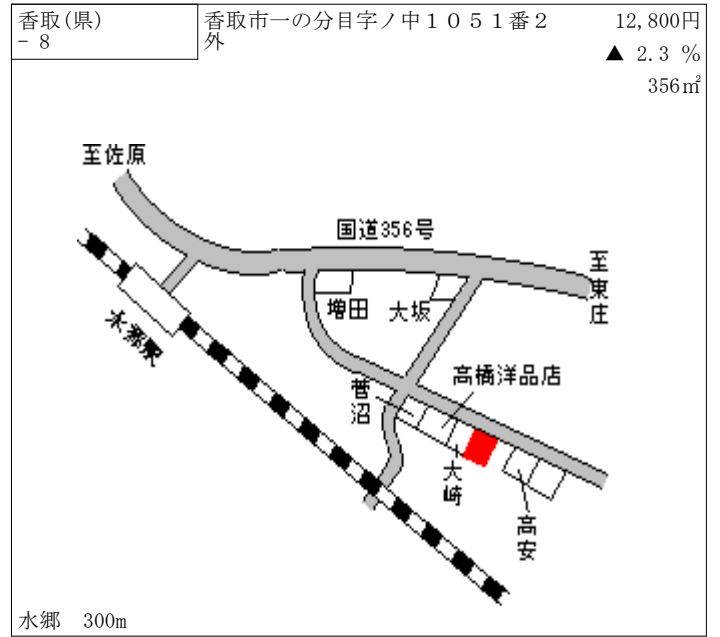 香取(県)
－８
香取市一の分目字ノ中１０５１番２
外
12,800円
▲ 2.3 %
356㎡
至佐原
国道356号
至東庄
増田
大坂
水郷駅
菅沼
高橋洋品店
大崎
高安
水郷　300m